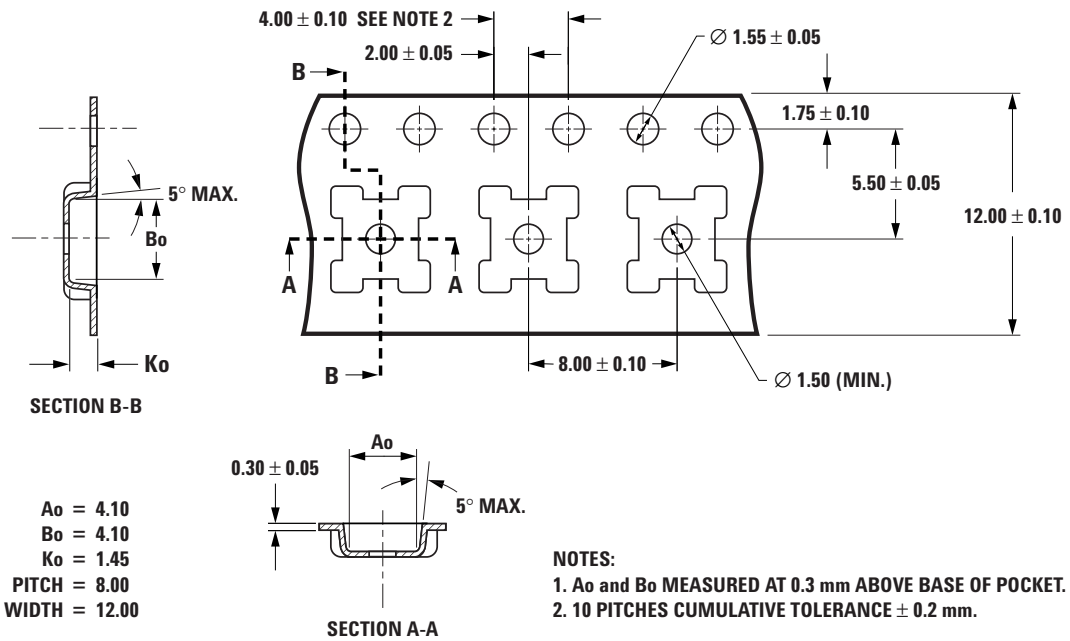 4.00 ± 0.10 SEE NOTE 2
2.00 ± 0.05
B
Ø 1.55 ± 0.05
1.75 ± 0.10
5.50 ± 0.05
12.00 ± 0.10
5° MAX.
Bo
A
A
Ko
B
8.00 ± 0.10
Ø 1.50 (MIN.)
SECTION B-B
Ao
0.30 ± 0.05
5° MAX.
Ao = 4.10
Bo = 4.10
Ko = 1.45
PITCH = 8.00
WIDTH = 12.00
SECTION A-A
NOTES:
1. Ao and Bo MEASURED AT 0.3 mm ABOVE BASE OF POCKET.
2. 10 PITCHES CUMULATIVE TOLERANCE ± 0.2 mm.